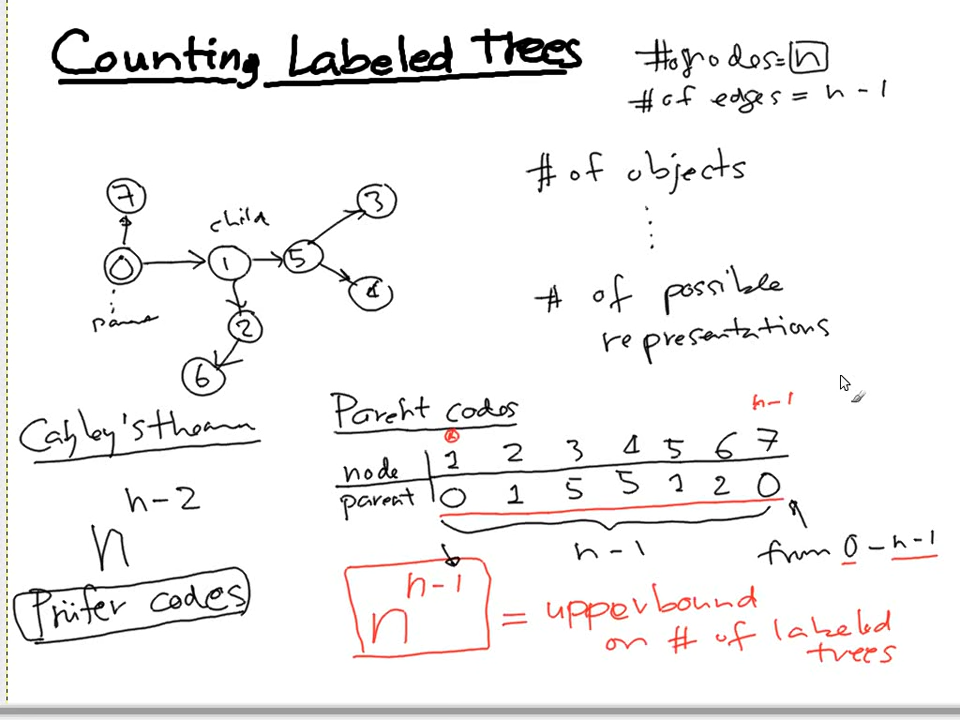 Counting Labeled Trees
# of nodes = n
# of edges = n - 1
# of objects
# of possible
representations
7
child
3
0
1
5
4
2
6
Cayley's theorem
n^{n-2}
Prüfer codes
Parent codes
n-1
node 1 2 3 4 5 6 7
parent 0 1 5 5 1 2 0
n - 1
from 0 - n-1
n^{n-1} = upperbound
on # of labeled
trees